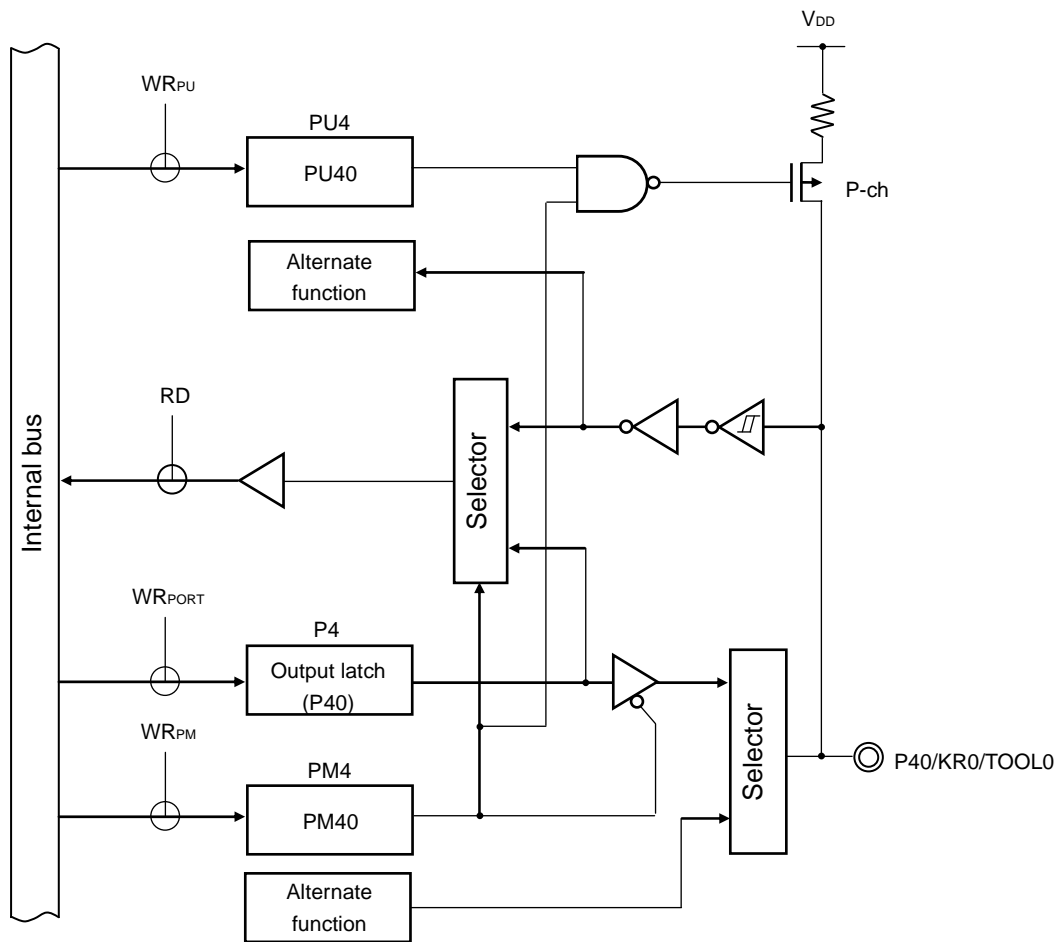 VDD
WRPU
PU4
PU40
P-ch
Alternate
function
RD
Selector
Internal bus
WRPORT
P4
Output latch
(P40)
WRPM
PM4
PM40
Selector
P40/KR0/TOOL0
Alternate
function